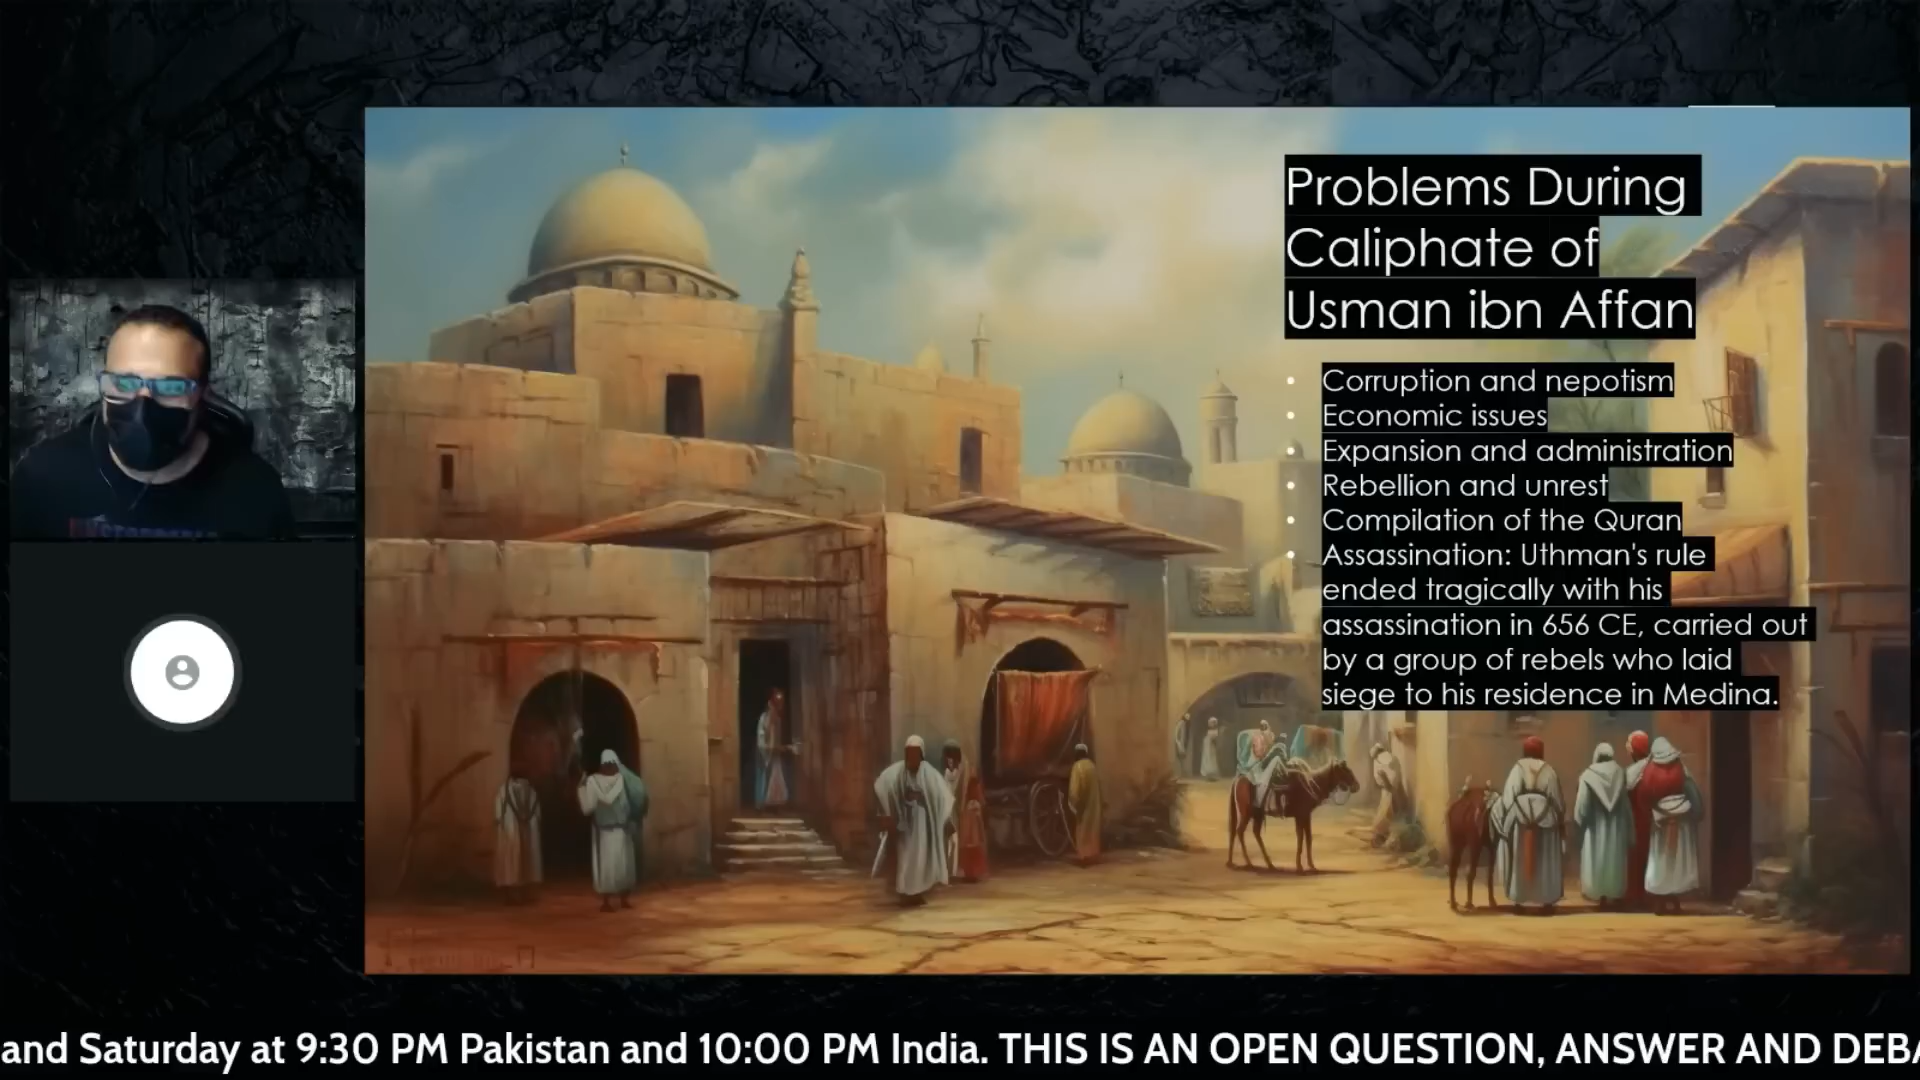 Problems During
Caliphate of
Usman ibn Affan
• Corruption and nepotism
• Economic issues
• Expansion and administration
• Rebellion and unrest
• Compilation of the Quran
• Assassination: Uthman's rule
ended tragically with his
assassination in 656 CE, carried out
by a group of rebels who laid
siege to his residence in Medina.
and Saturday at 9:30 PM Pakistan and 10:00 PM India. THIS IS AN OPEN QUESTION, ANSWER AND DEBA